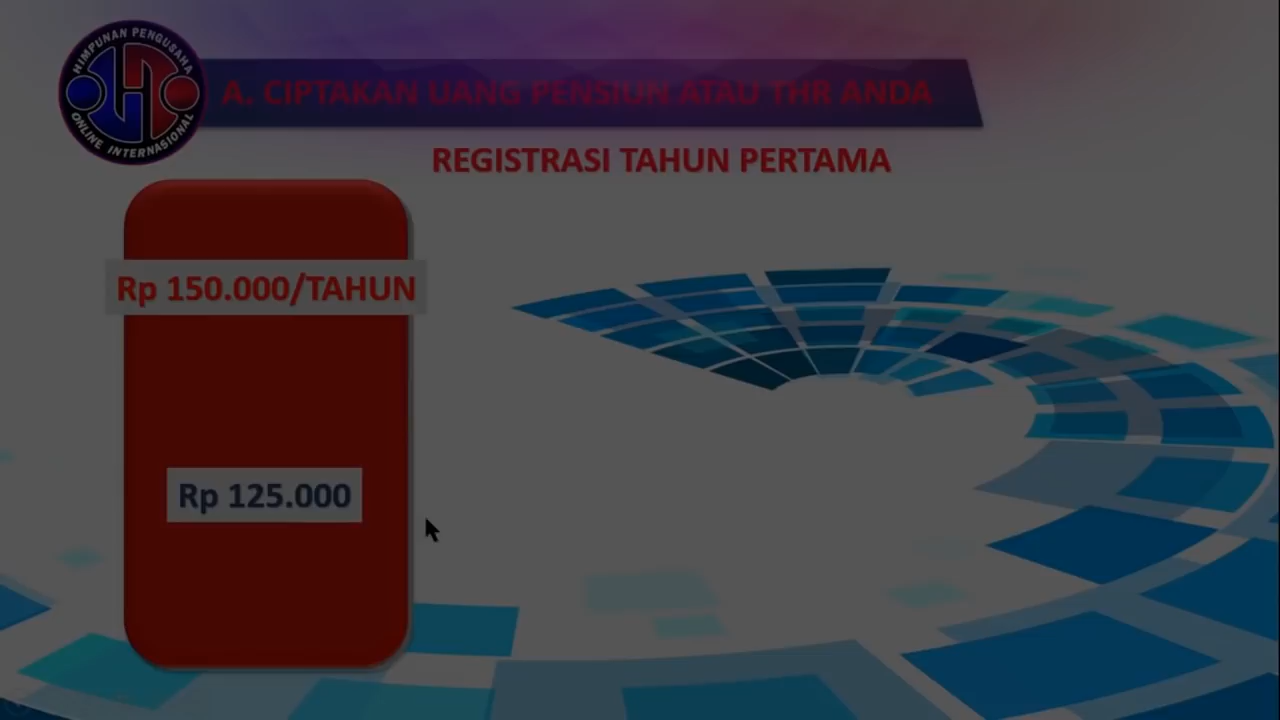 HIMPUNAN PENGUSAHA
ONLINE INTERNASIONAL
A. CIPTAKAN UANG PENSIUN ATAU THR ANDA
REGISTRASI TAHUN PERTAMA
Rp 150.000/TAHUN
Rp 125.000